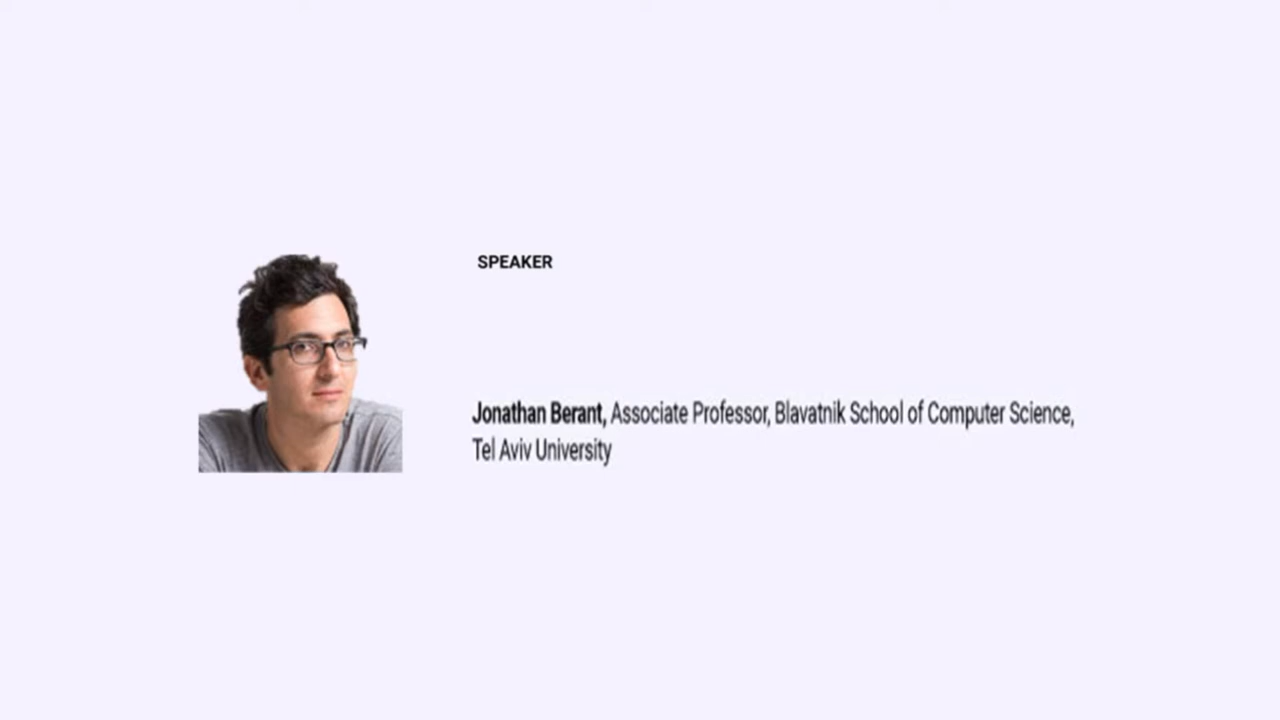 SPEAKER
Jonathan Berant, Associate Professor, Blavatnik School of Computer Science,
Tel Aviv University